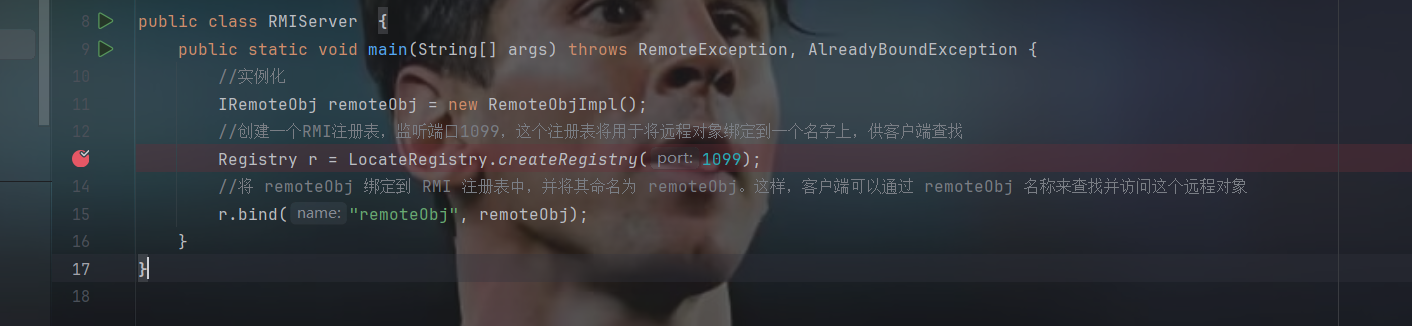 8 public class RMIServer {
9 public static void main(String[] args) throws RemoteException, AlreadyBoundException {
10 //实例化
11 IRemoteObj remoteObj = new RemoteObjImpl();
12 //创建一个RMI注册表，监听端口1099，这个注册表将用于将远程对象绑定到一个名字上，供客户端查找
Registry r = LocateRegistry.createRegistry( port: 1099);
14 //将 remoteObj 绑定到 RMI 注册表中，并将其命名为 remoteObj。这样，客户端可以通过 remoteObj 名称来查找并访问这个远程对象
15 r.bind( name: "remoteObj", remoteObj);
16 }
17 }
18